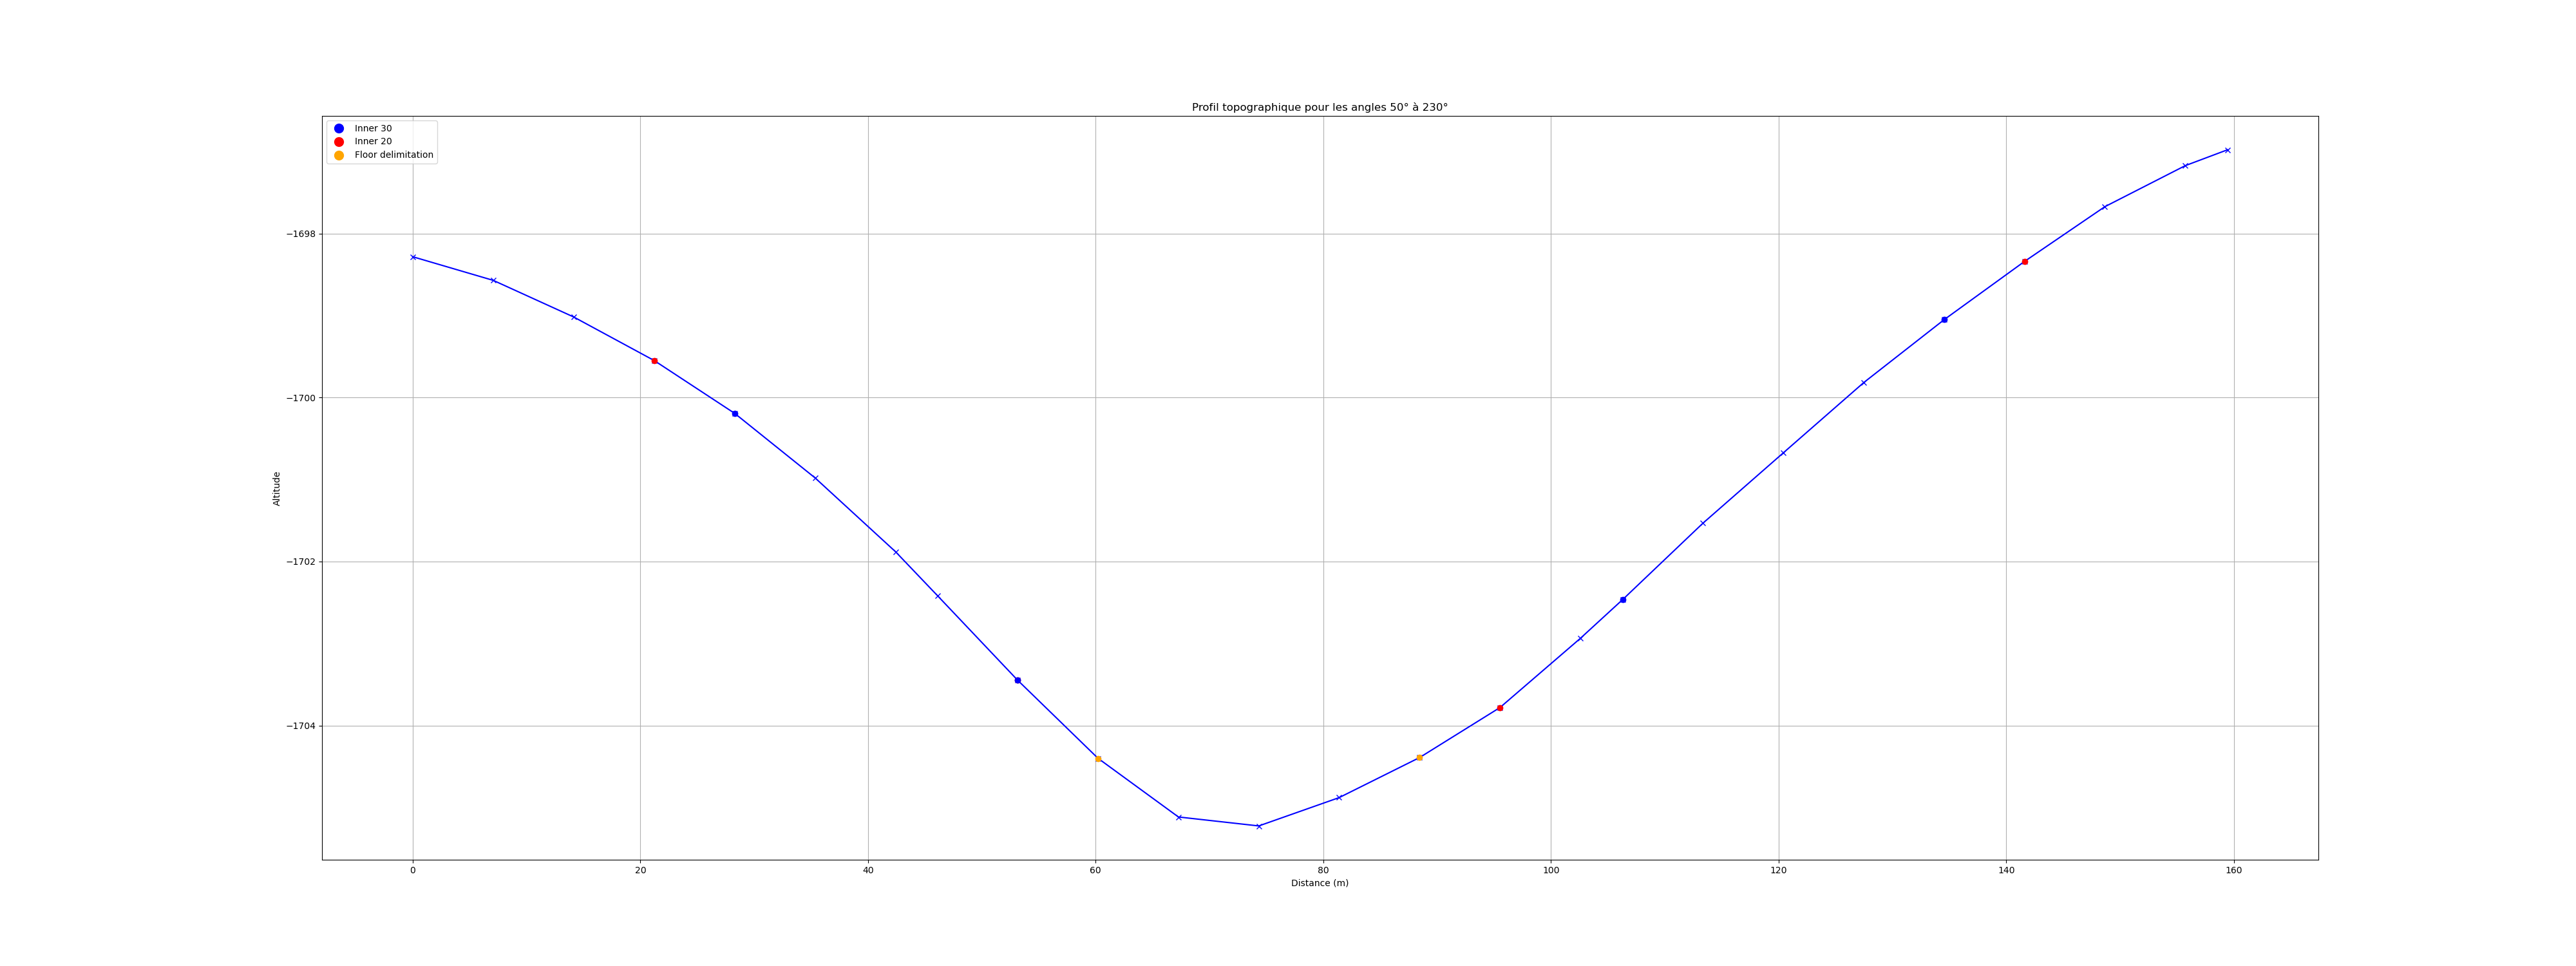 Profil topographique pour les angles 50° à 230°
Inner 30
Inner 20
Floor delimitation
Altitude
−1698
−1700
−1702
−1704
0 20 40 60 80 100 120 140 160
Distance (m)